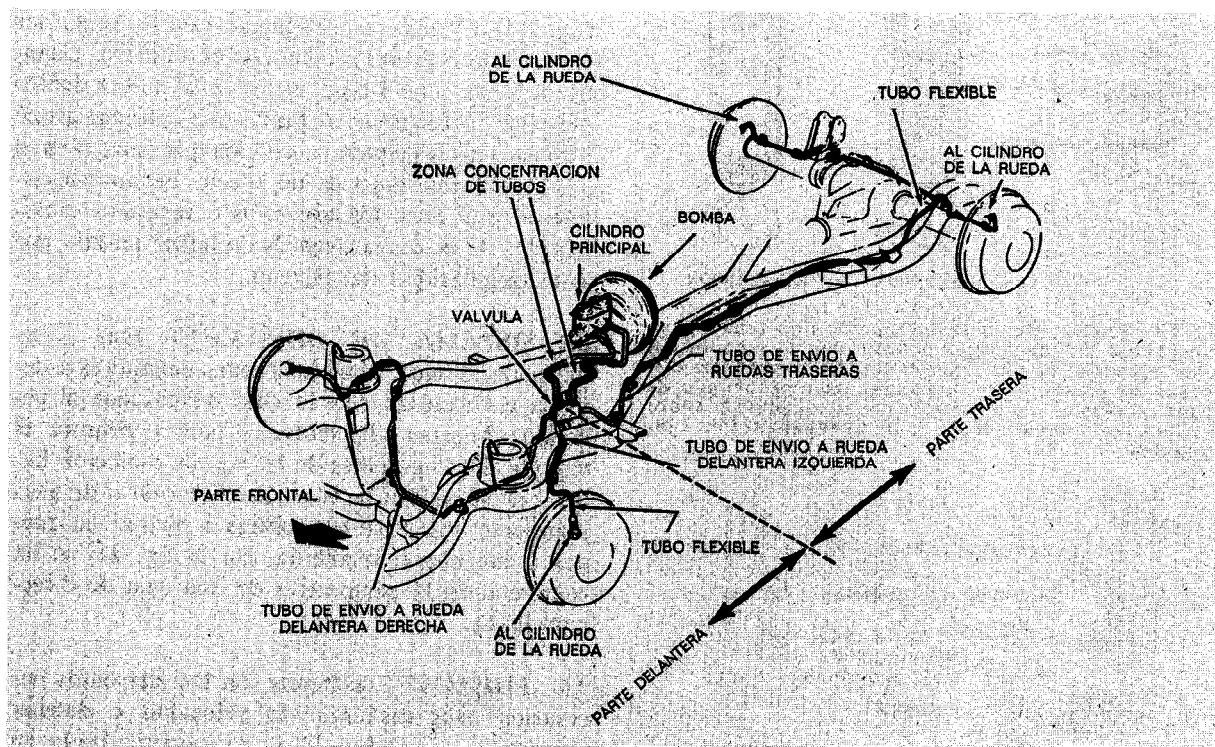 AL CILINDRO
DE LA RUEDA
TUBO FLEXIBLE
AL CILINDRO
DE LA RUEDA
ZONA CONCENTRACION
DE TUBOS
BOMBA
CILINDRO
PRINCIPAL
VALVULA
TUBO DE ENVIO A
RUEDAS TRASERAS
PARTE TRASERA
TUBO DE ENVIO A RUEDA
DELANTERA IZQUIERDA
PARTE FRONTAL
TUBO FLEXIBLE
TUBO DE ENVIO A RUEDA
DELANTERA DERECHA
AL CILINDRO
DE LA RUEDA
PARTE DELANTERA